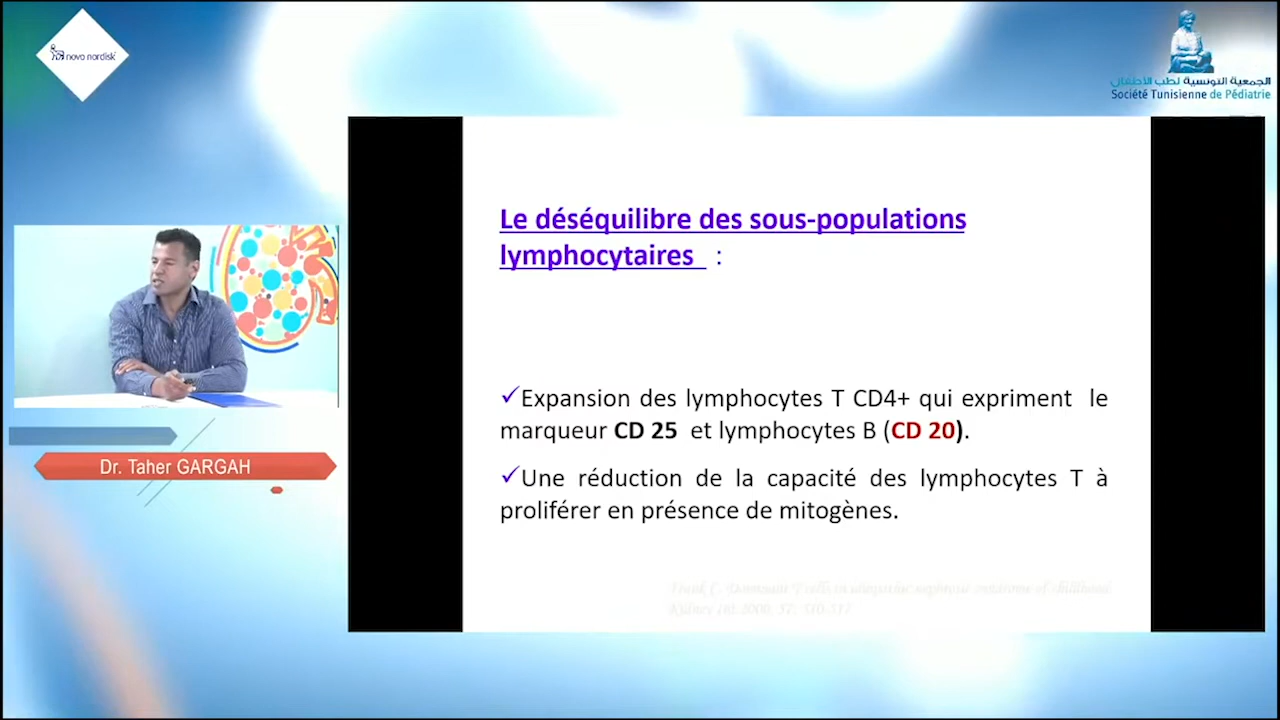 novo nordisk
الجمعية التونسية لطب الأطفال
Société Tunisienne de Pédiatrie
Le déséquilibre des sous-populations
lymphocytaires :
✓Expansion des lymphocytes T CD4+ qui expriment le
marqueur CD 25 et lymphocytes B (CD 20).
✓Une réduction de la capacité des lymphocytes T à
proliférer en présence de mitogènes.
Dr. Taher GARGAH